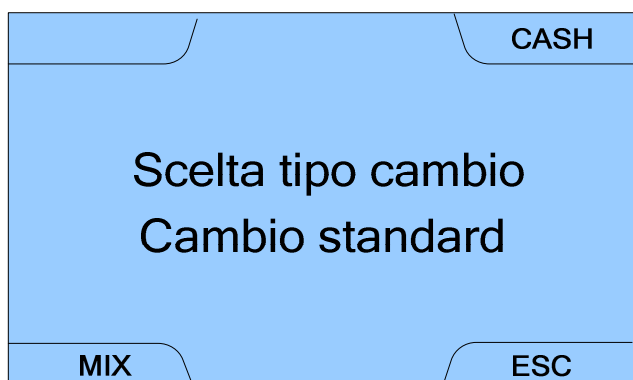 CASH
Scelta tipo cambio
Cambio standard
MIX
ESC